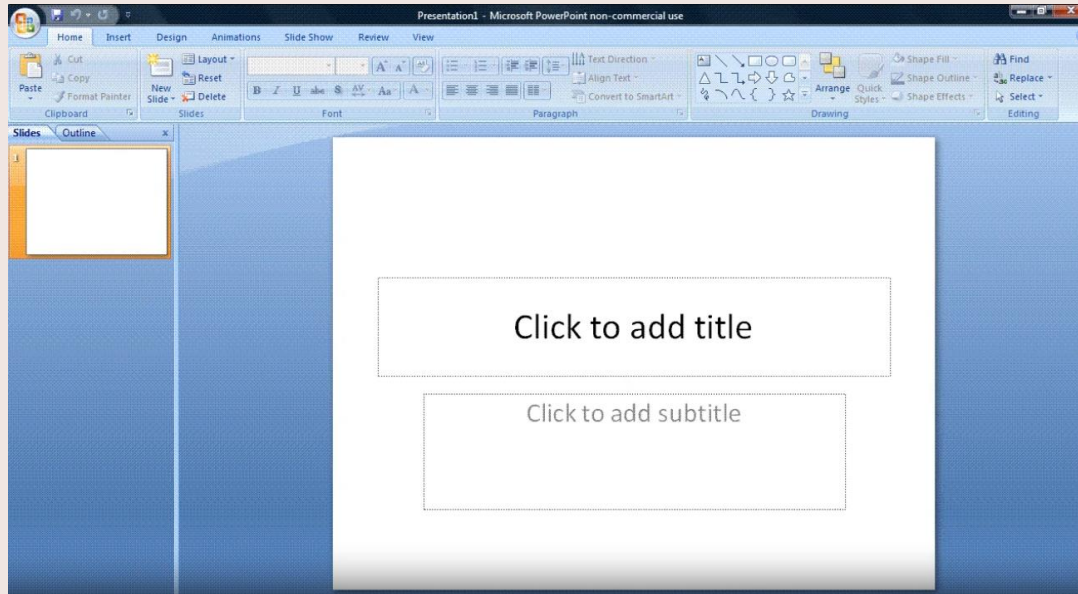 Presentation1 - Microsoft PowerPoint non-commercial use
Home Insert Design Animations Slide Show Review View
Paste
Cut
Copy
Format Painter
Clipboard
New Slide
Layout
Reset
Delete
Slides
B I U abc S AV Aa A
A A
Font
Text Direction
Align Text
Convert to SmartArt
Paragraph
Arrange
Quick Styles
Shape Fill
Shape Outline
Shape Effects
Drawing
Find
Replace
Select
Editing
Slides Outline x
1
Click to add title
Click to add subtitle